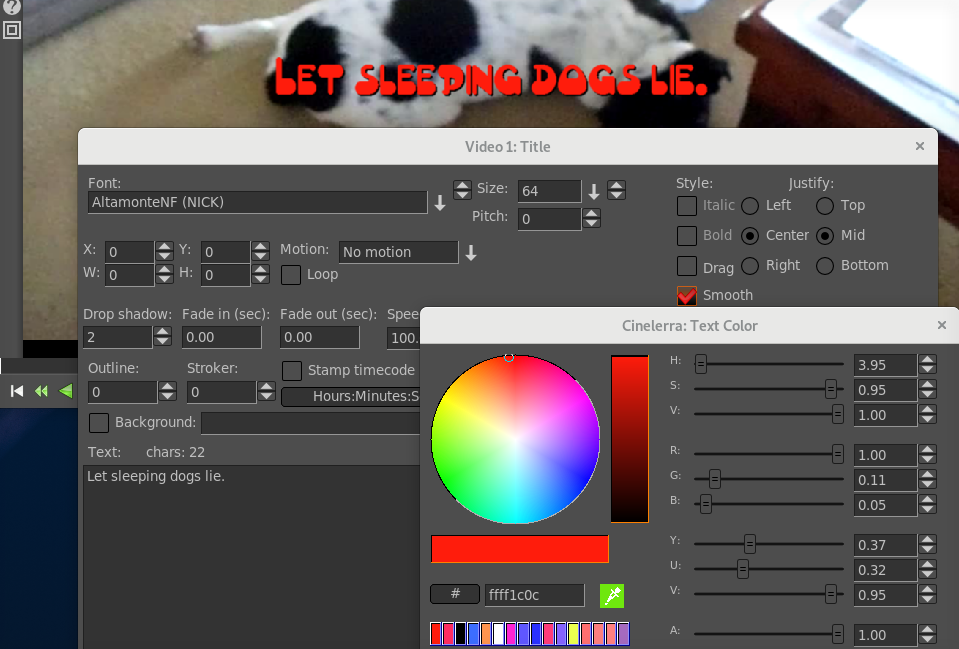 LET SLEEPING DOGS LIE.
Video 1: Title
Font:
AltamonteNF (NICK)
Size: 64
Pitch: 0
Style: Justify:
Italic Left Top
Bold Center Mid
Drag Right Bottom
Smooth
X: 0 Y: 0 Motion: No motion
W: 0 H: 0 Loop
Drop shadow: Fade in (sec): Fade out (sec): Spee
2 0.00 0.00 100.
Outline: Stroker: Stamp timecode
0 0 Hours:Minutes:S
Background:
Text: chars: 22
Let sleeping dogs lie.
Cinelerra: Text Color
H: 3.95
S: 0.95
V: 1.00
R: 1.00
G: 0.11
B: 0.05
Y: 0.37
U: 0.32
V: 0.95
A: 1.00
# ffff1c0c